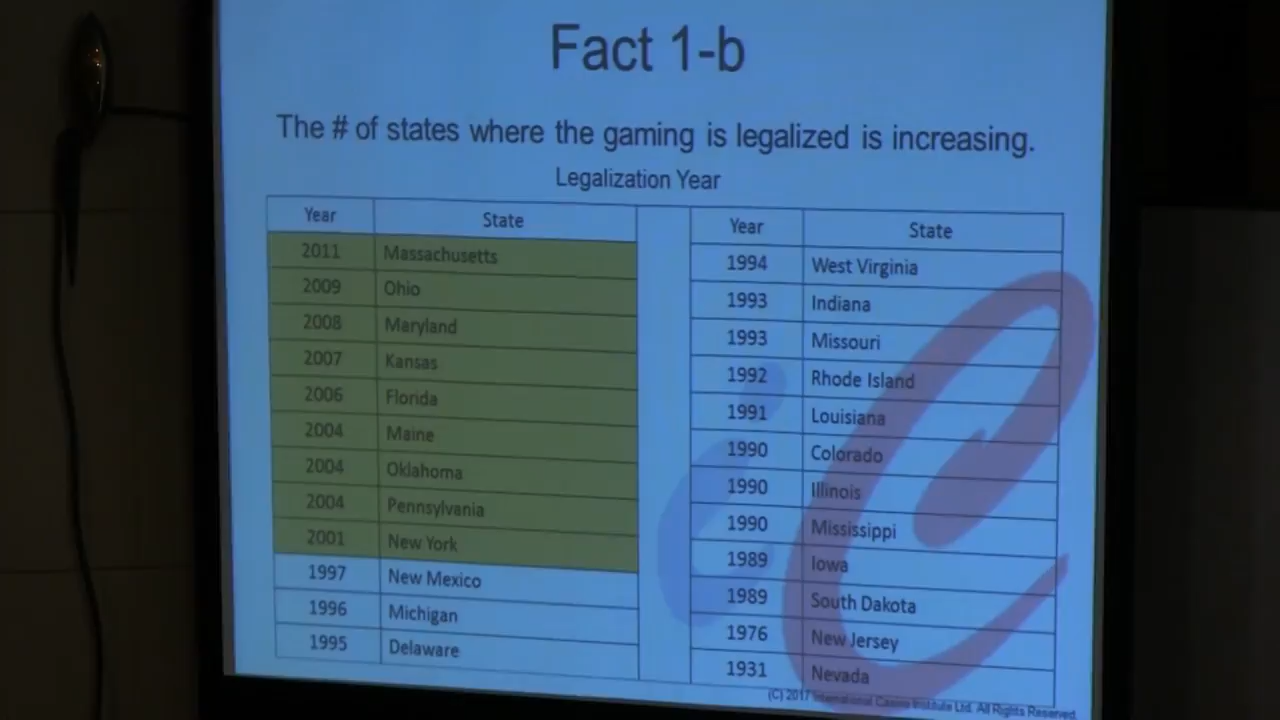 Fact 1-b
The # of states where the gaming is legalized is increasing.
Legalization Year
Year State
2011 Massachusetts
2009 Ohio
2008 Maryland
2007 Kansas
2006 Florida
2004 Maine
2004 Oklahoma
2004 Pennsylvania
2001 New York
1997 New Mexico
1996 Michigan
1995 Delaware
Year State
1994 West Virginia
1993 Indiana
1993 Missouri
1992 Rhode Island
1991 Louisiana
1990 Colorado
1990 Illinois
1990 Mississippi
1989 Iowa
1989 South Dakota
1976 New Jersey
1931 Nevada
(C) 2017 International Casino Institute Ltd. All Rights Reserved